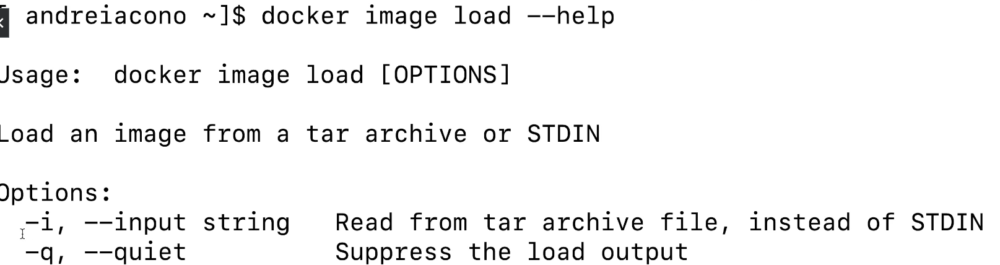 [ andreiacono ~]$ docker image load --help
Usage:  docker image load [OPTIONS]
Load an image from a tar archive or STDIN
Options:
  -i, --input string   Read from tar archive file, instead of STDIN
  -q, --quiet          Suppress the load output